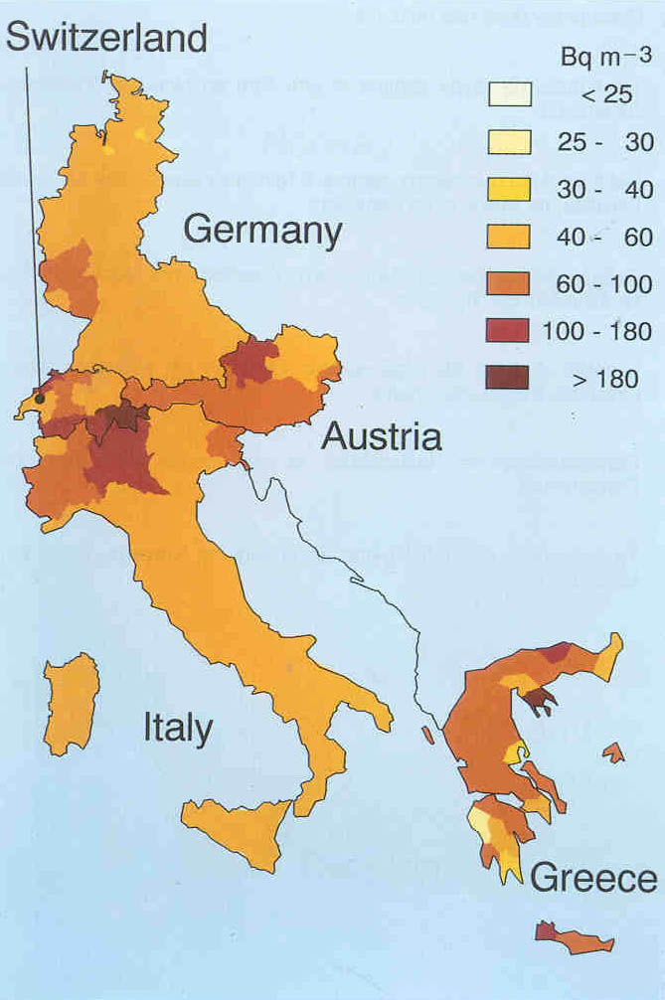 Switzerland
Bq m−3
< 25
25 - 30
30 - 40
40 - 60
60 - 100
100 - 180
> 180
Germany
Austria
Italy
Greece